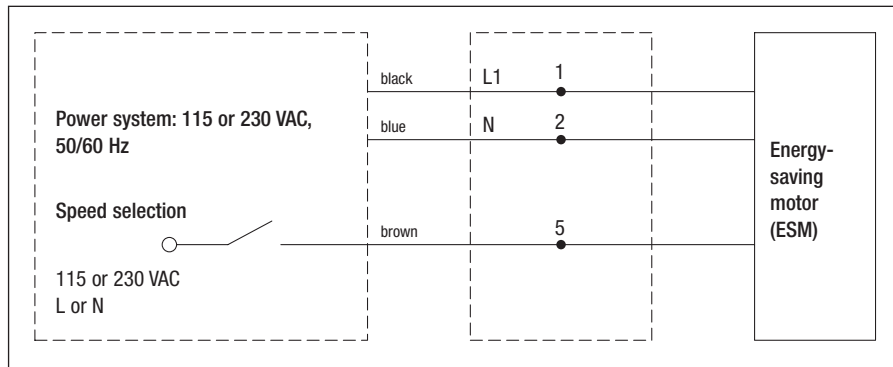 Power system: 115 or 230 VAC,
50/60 Hz
Speed selection
115 or 230 VAC
L or N
black
L1
1
blue
N
2
brown
5
Energy-
saving
motor
(ESM)